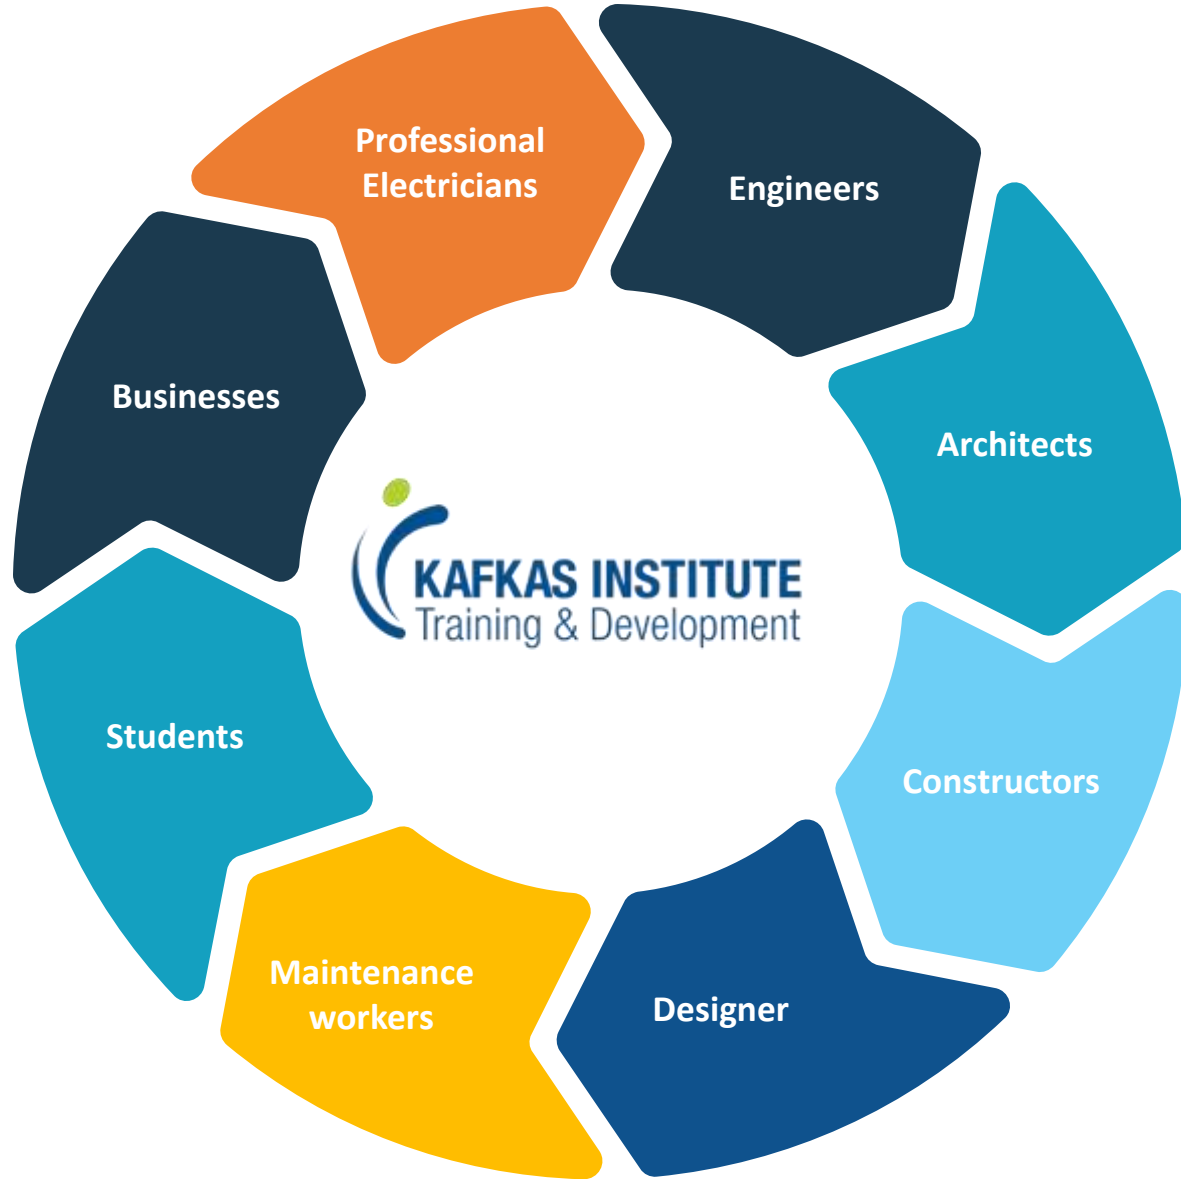 Professional
Electricians
Engineers
Architects
Constructors
Designer
Maintenance
workers
Students
Businesses
KAFKAS INSTITUTE
Training & Development